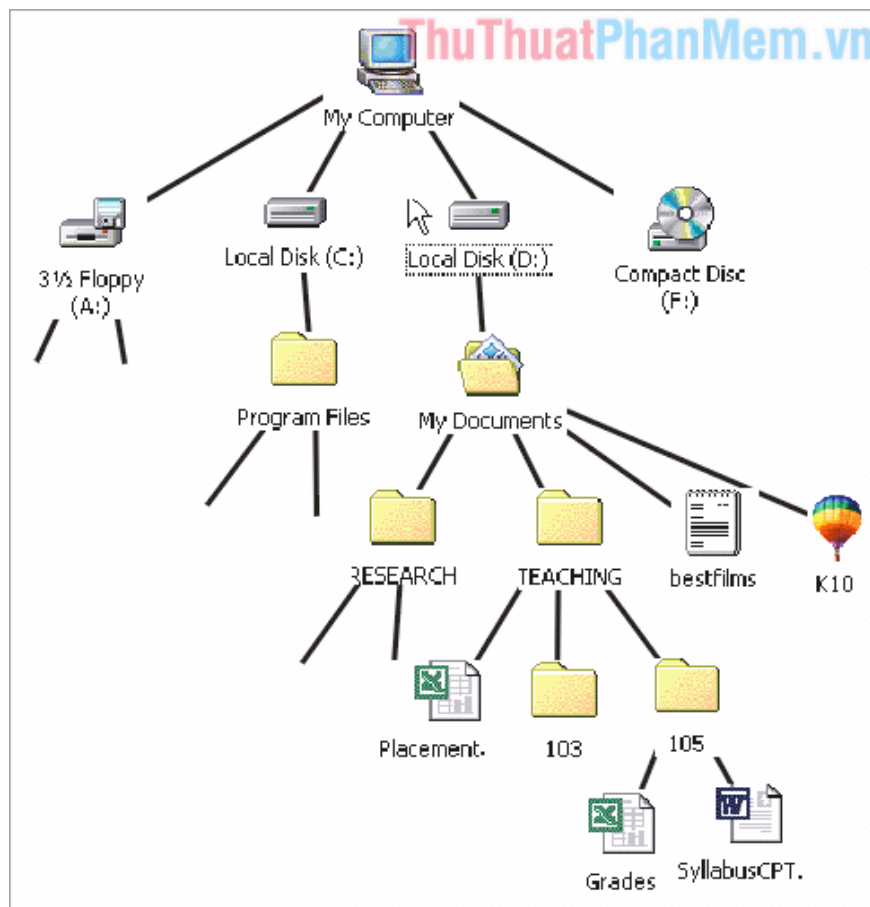 ThuThuatPhanMem.vn
My Computer
3½ Floppy
(A:)
Local Disk (C:)
Local Disk (D:)
Compact Disc
(F:)
Program Files
My Documents
RESEARCH
TEACHING
bestfilms
K10
Placement.
103
105
Grades
SyllabusCPT.